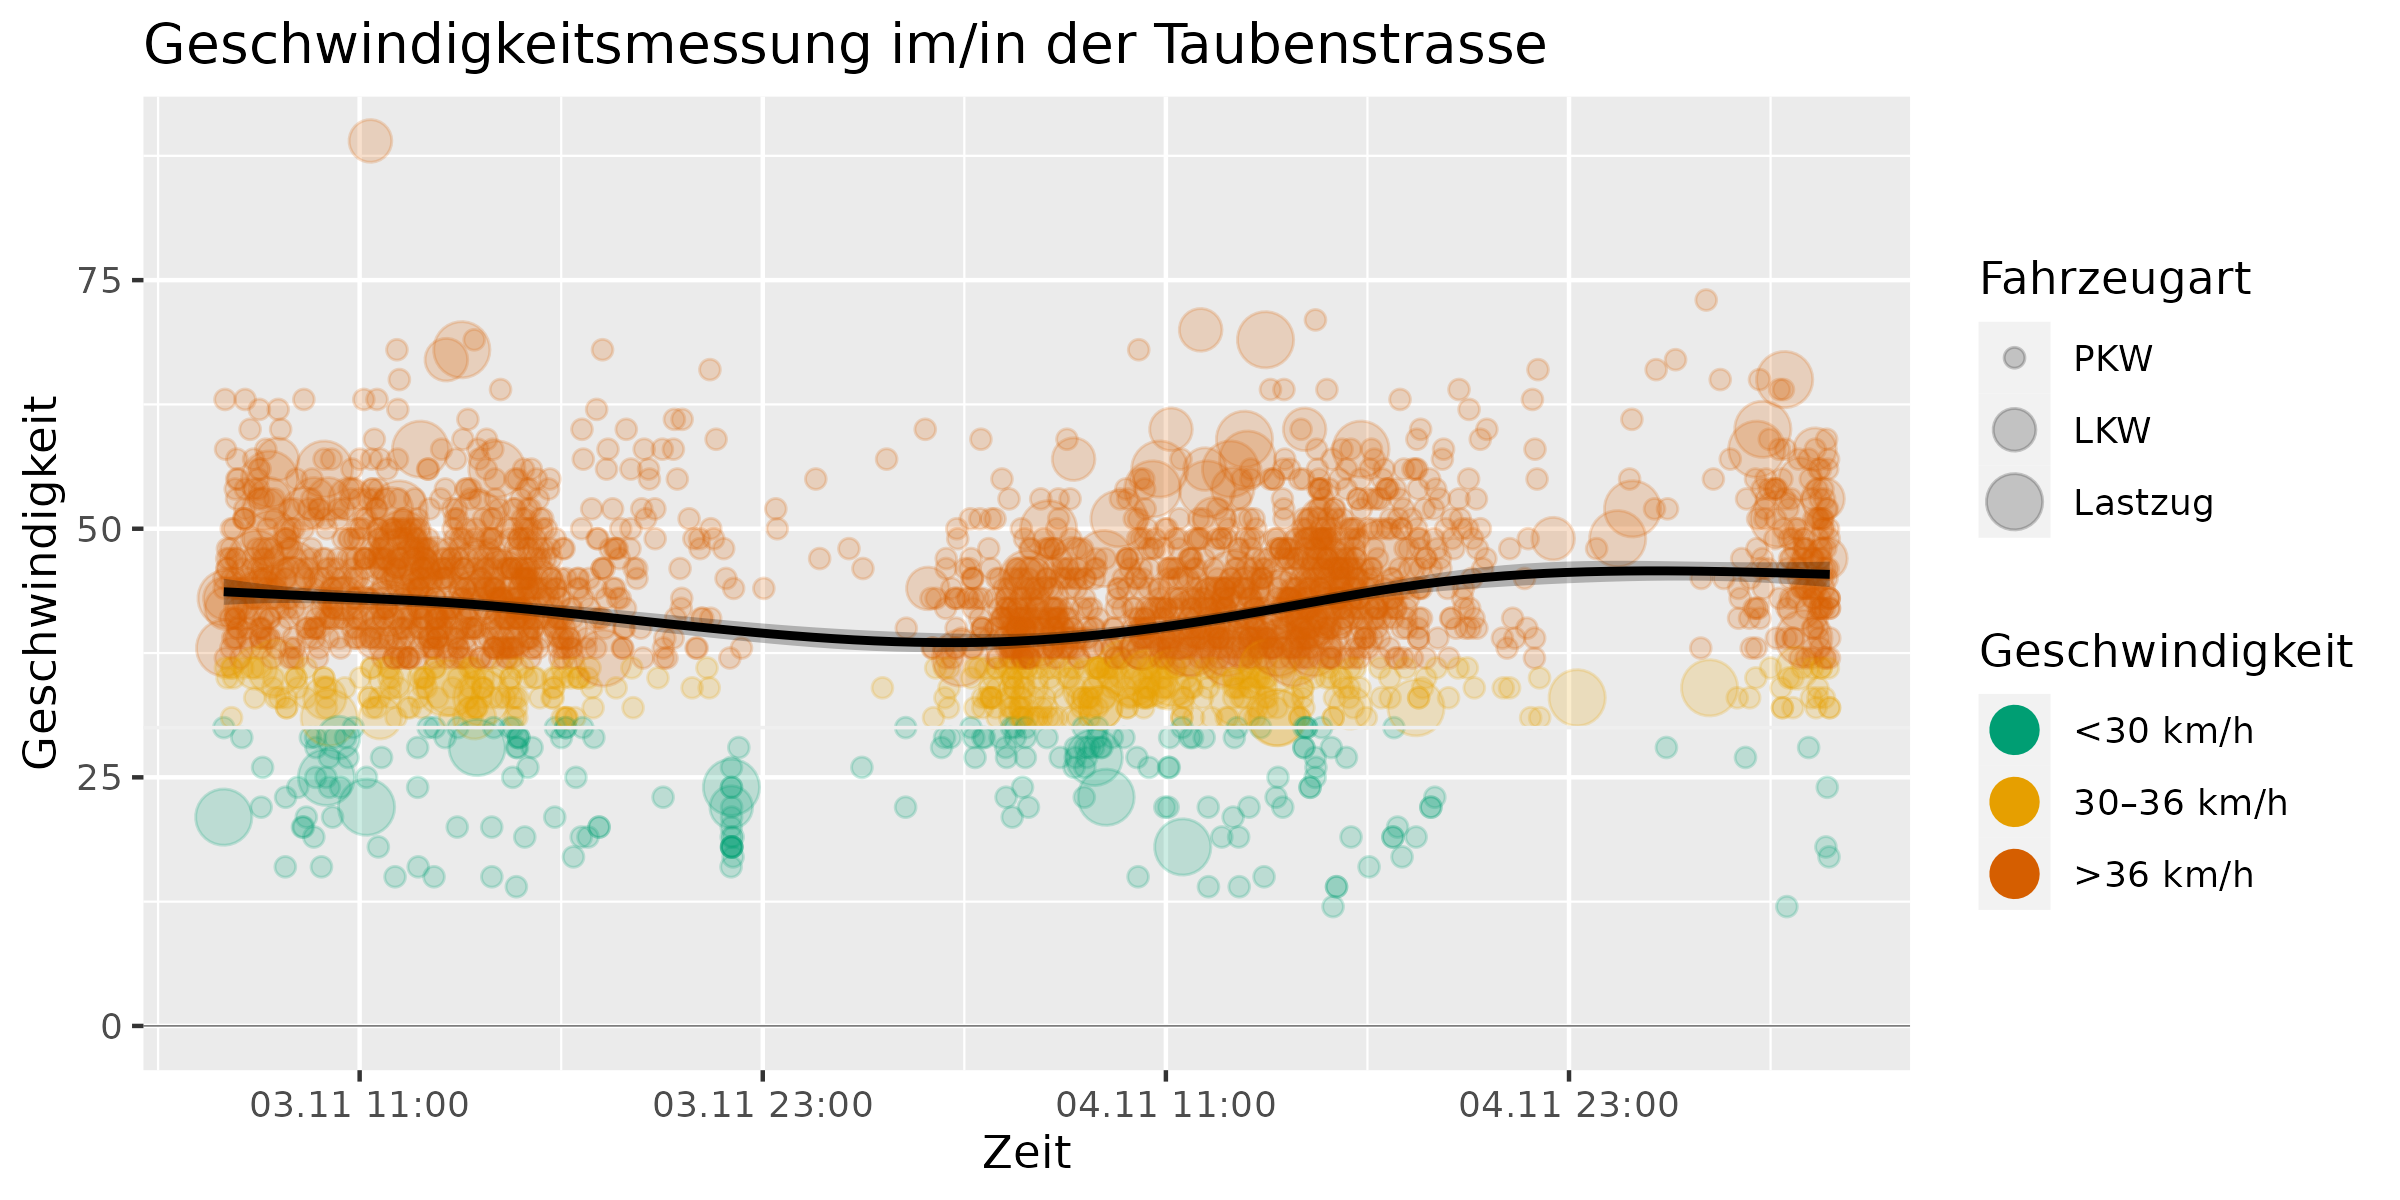 Geschwindigkeitsmessung im/in der Taubenstrasse
Geschwindigkeit
75
50
25
0
03.11 11:00
03.11 23:00
04.11 11:00
04.11 23:00
Zeit
Fahrzeugart
PKW
LKW
Lastzug
Geschwindigkeit
<30 km/h
30–36 km/h
>36 km/h